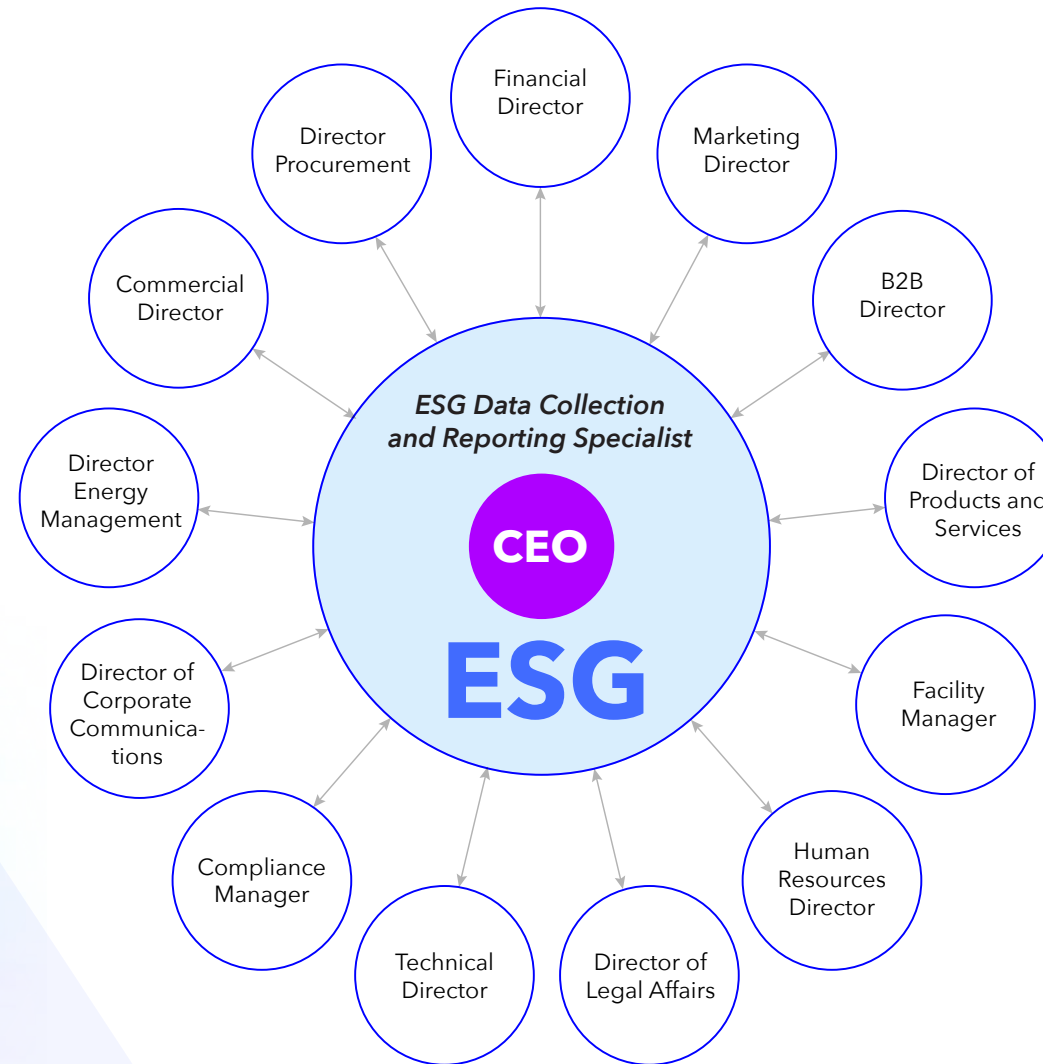 Financial
Director
Marketing
Director
B2B
Director
Director of
Products and
Services
Facility
Manager
Human
Resources
Director
Director of
Legal Affairs
Technical
Director
Compliance
Manager
Director of
Corporate
Communica-
tions
Director
Energy
Management
Commercial
Director
Director
Procurement
ESG Data Collection
and Reporting Specialist
CEO
ESG